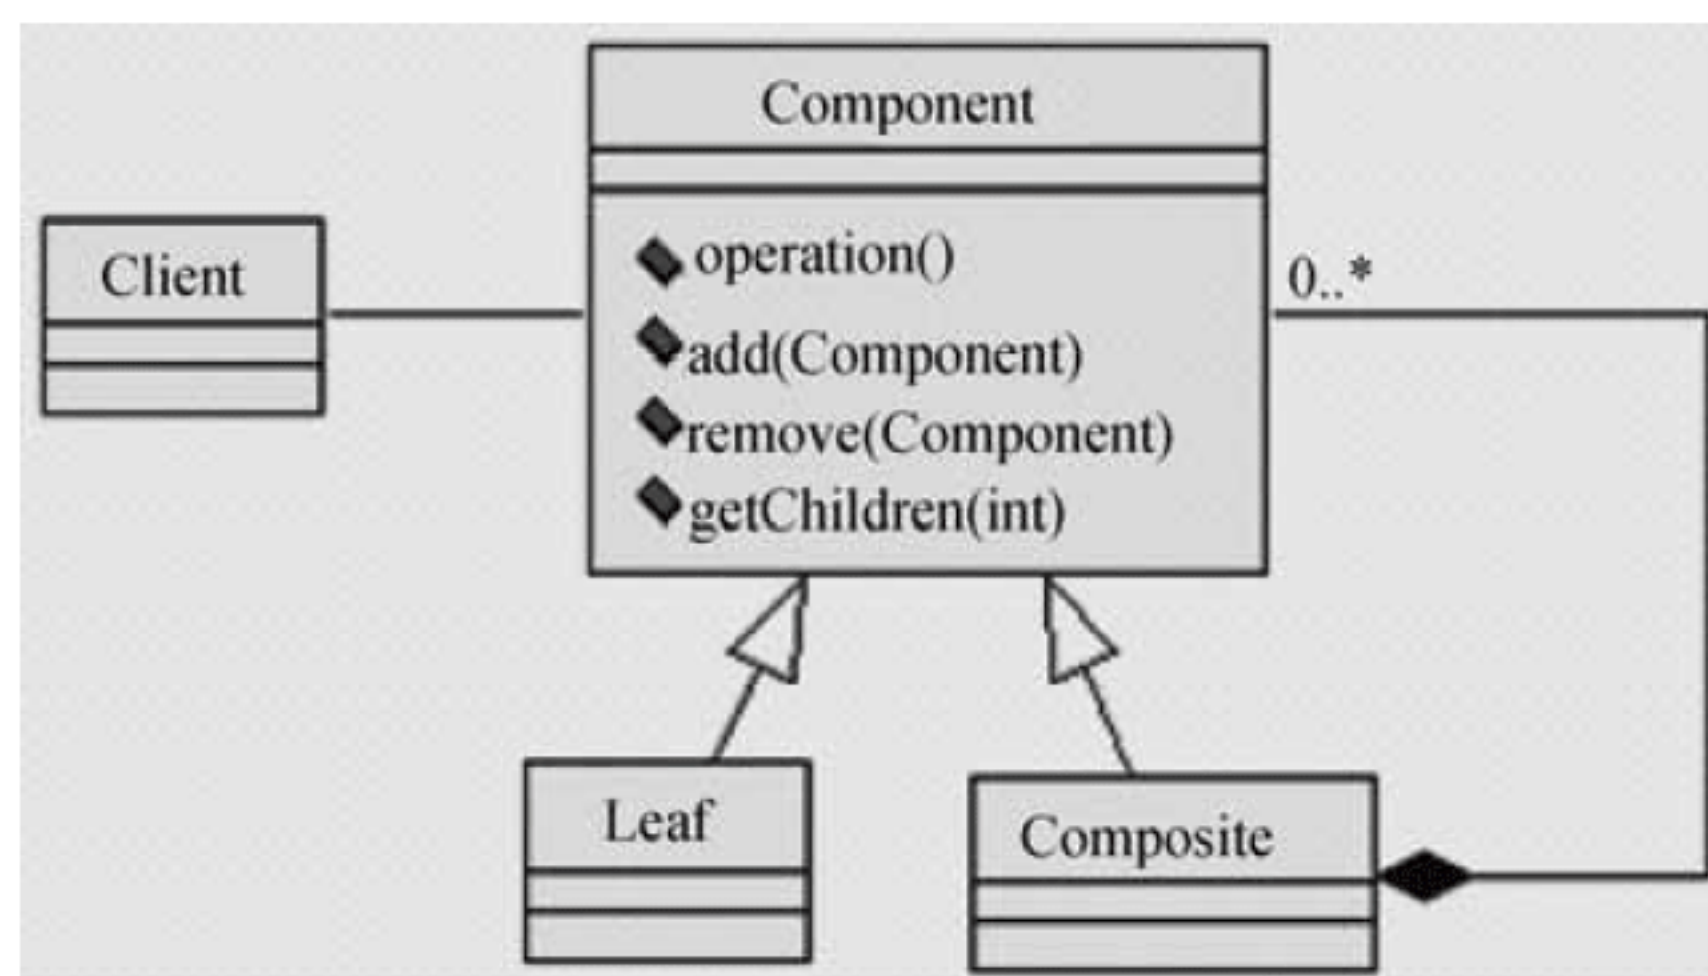 Component
Client
operation()
add(Component)
remove(Component)
getChildren(int)
0..*
Leaf
Composite